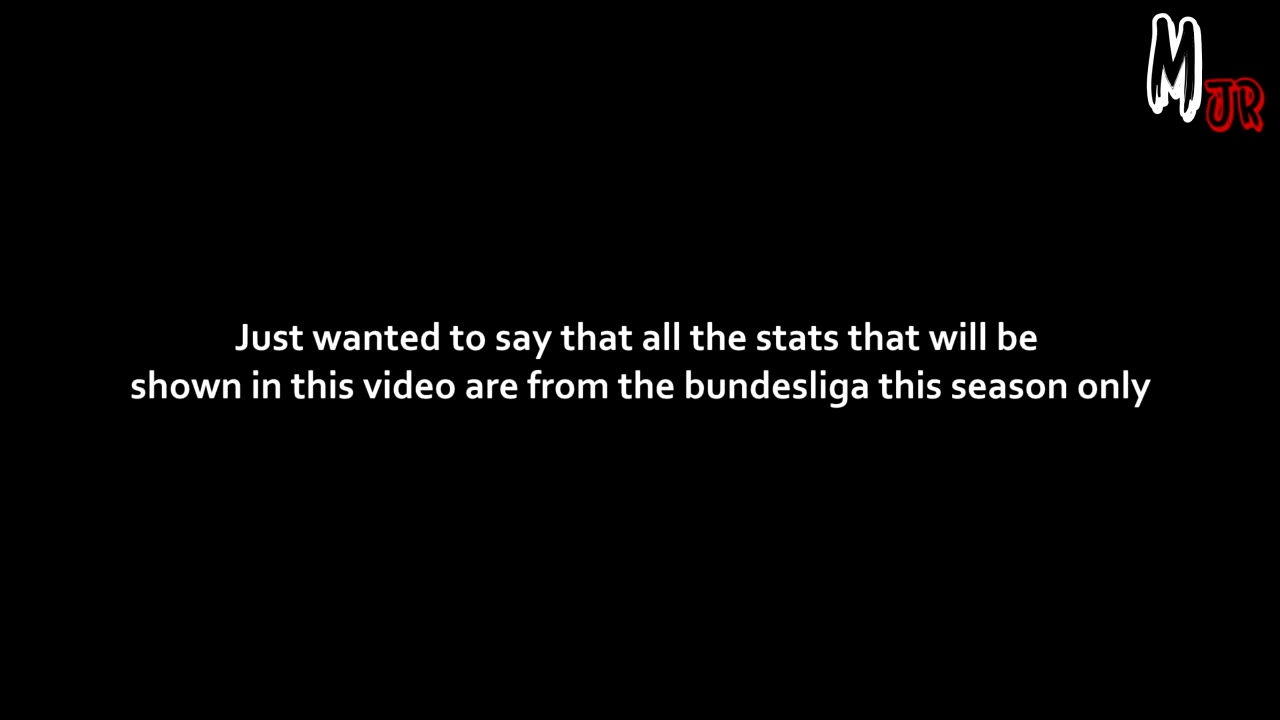 M
JR
Just wanted to say that all the stats that will be
shown in this video are from the bundesliga this season only